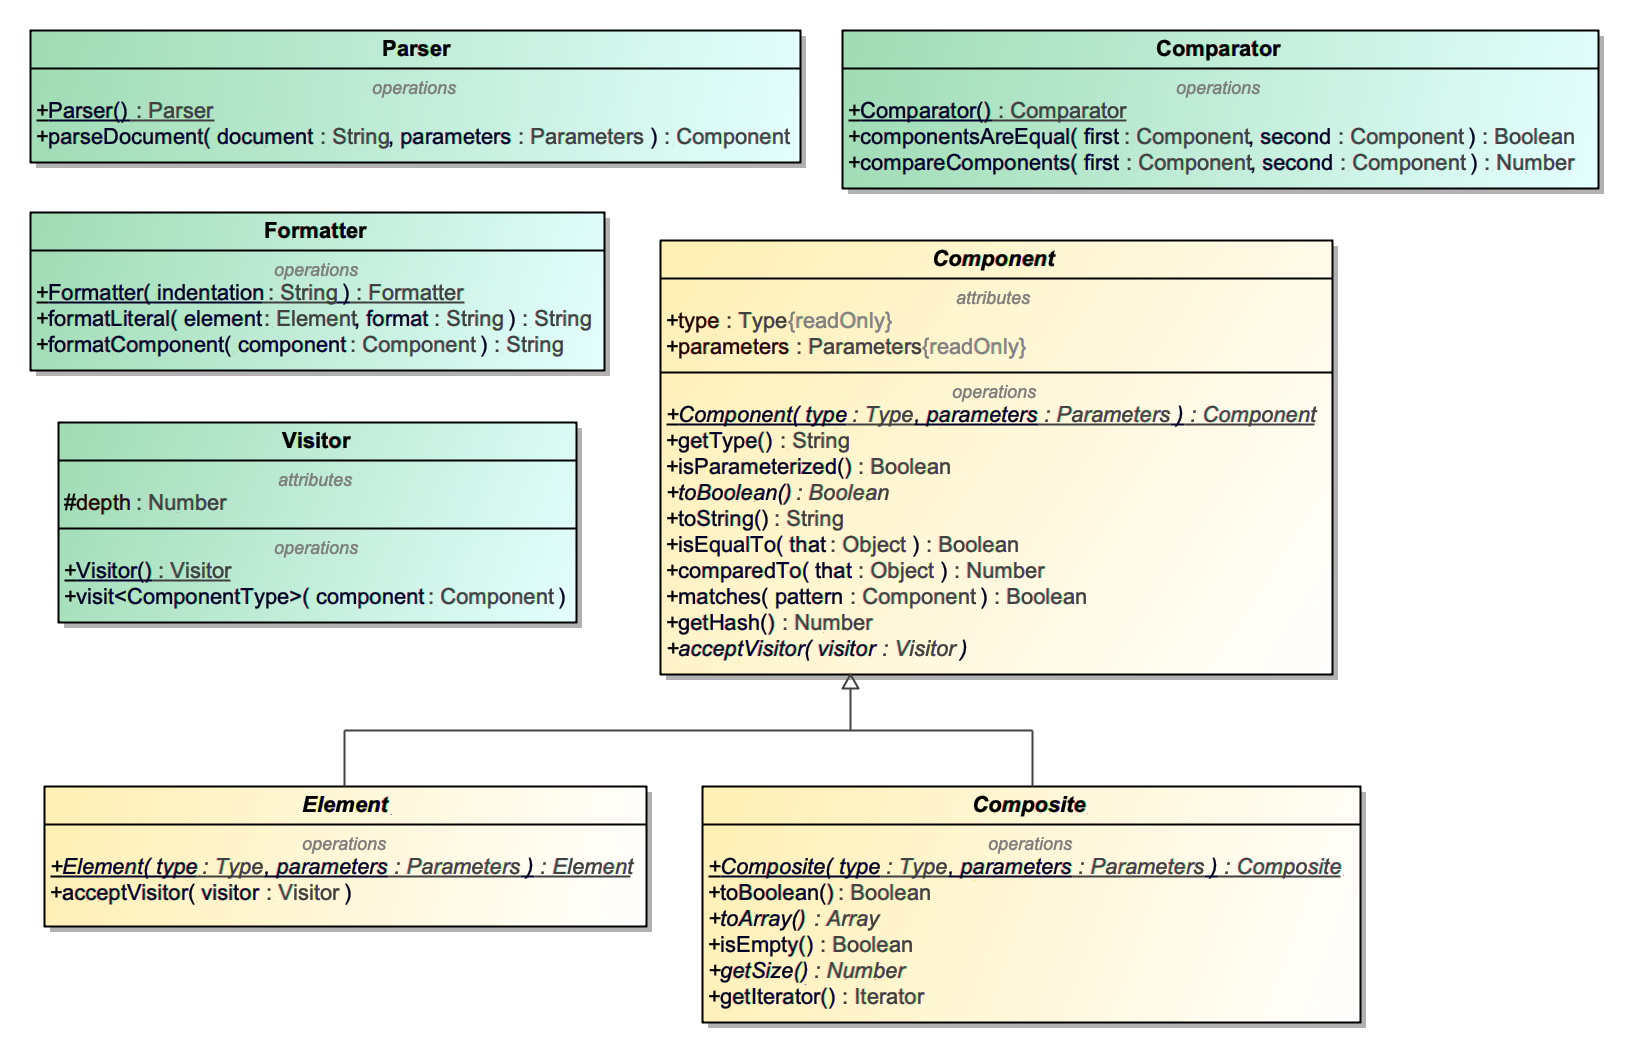 Parser
operations
+Parser() : Parser
+parseDocument( document : String, parameters : Parameters ) : Component
Comparator
operations
+Comparator() : Comparator
+componentsAreEqual( first : Component, second : Component ) : Boolean
+compareComponents( first : Component, second : Component ) : Number
Formatter
operations
+Formatter( indentation : String ) : Formatter
+formatLiteral( element : Element, format : String ) : String
+formatComponent( component : Component ) : String
Component
attributes
+type : Type{readOnly}
+parameters : Parameters{readOnly}
operations
+Component( type : Type, parameters : Parameters ) : Component
+getType() : String
+isParameterized() : Boolean
+toBoolean() : Boolean
+toString() : String
+isEqualTo( that : Object ) : Boolean
+comparedTo( that : Object ) : Number
+matches( pattern : Component ) : Boolean
+getHash() : Number
+acceptVisitor( visitor : Visitor )
Visitor
attributes
#depth : Number
operations
+Visitor() : Visitor
+visit<ComponentType>( component : Component )
Element
operations
+Element( type : Type, parameters : Parameters ) : Element
+acceptVisitor( visitor : Visitor )
Composite
operations
+Composite( type : Type, parameters : Parameters ) : Composite
+toBoolean() : Boolean
+toArray() : Array
+isEmpty() : Boolean
+getSize() : Number
+getIterator() : Iterator